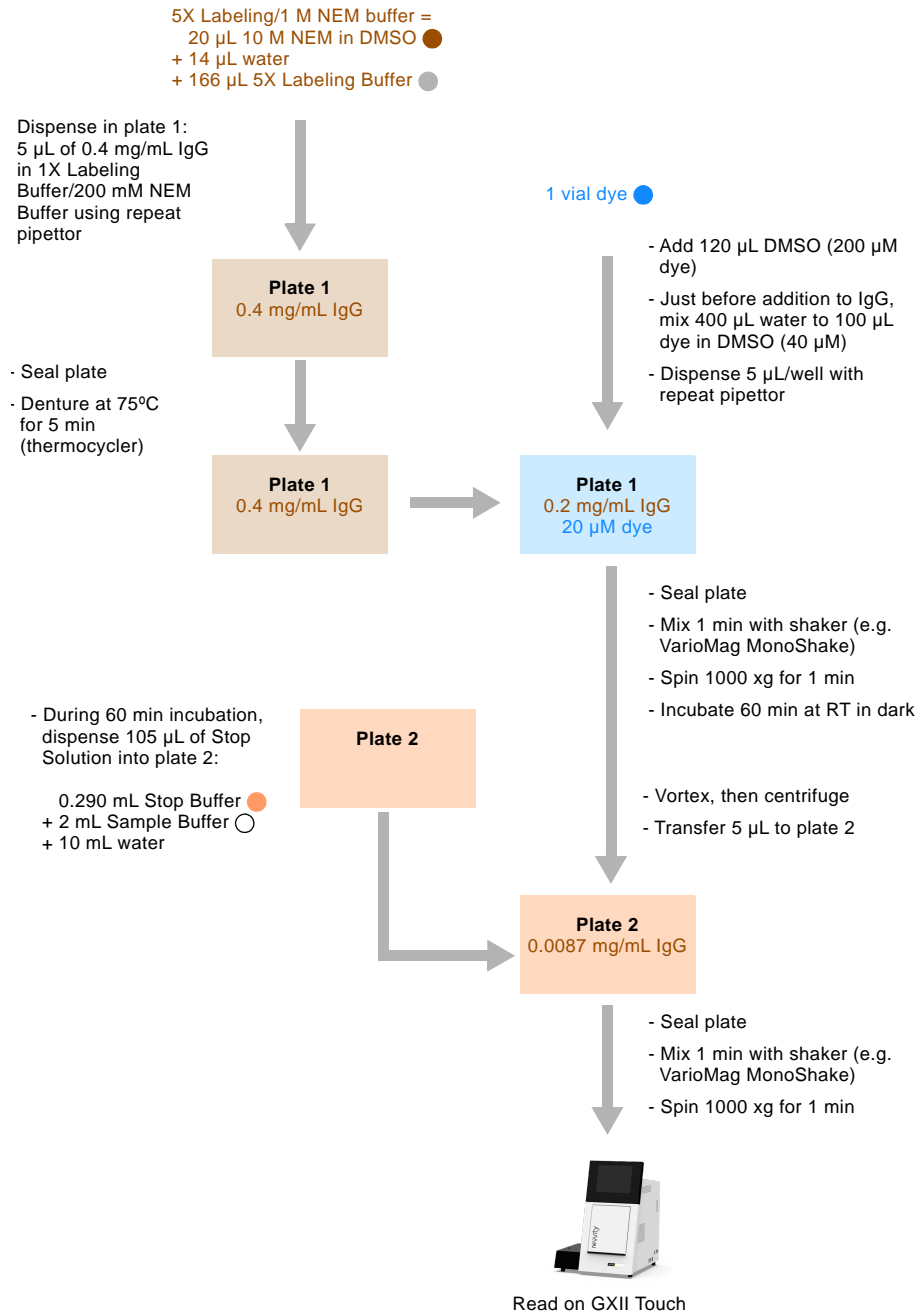 5X Labeling/1 M NEM buffer =
20 µL 10 M NEM in DMSO
+ 14 µL water
+ 166 µL 5X Labeling Buffer
Dispense in plate 1:
5 µL of 0.4 mg/mL IgG
in 1X Labeling
Buffer/200 mM NEM
Buffer using repeat
pipettor
1 vial dye
- Add 120 µL DMSO (200 µM
dye)
- Just before addition to IgG,
mix 400 µL water to 100 µL
dye in DMSO (40 µM)
- Dispense 5 µL/well with
repeat pipettor
Plate 1
0.4 mg/mL IgG
- Seal plate
- Denture at 75ºC
for 5 min
(thermocycler)
Plate 1
0.4 mg/mL IgG
Plate 1
0.2 mg/mL IgG
20 µM dye
- Seal plate
- Mix 1 min with shaker (e.g.
VarioMag MonoShake)
- Spin 1000 xg for 1 min
- Incubate 60 min at RT in dark
- During 60 min incubation,
dispense 105 µL of Stop
Solution into plate 2:
0.290 mL Stop Buffer
+ 2 mL Sample Buffer
+ 10 mL water
Plate 2
- Vortex, then centrifuge
- Transfer 5 µL to plate 2
Plate 2
0.0087 mg/mL IgG
- Seal plate
- Mix 1 min with shaker (e.g.
VarioMag MonoShake)
- Spin 1000 xg for 1 min
revvity
Read on GXII Touch